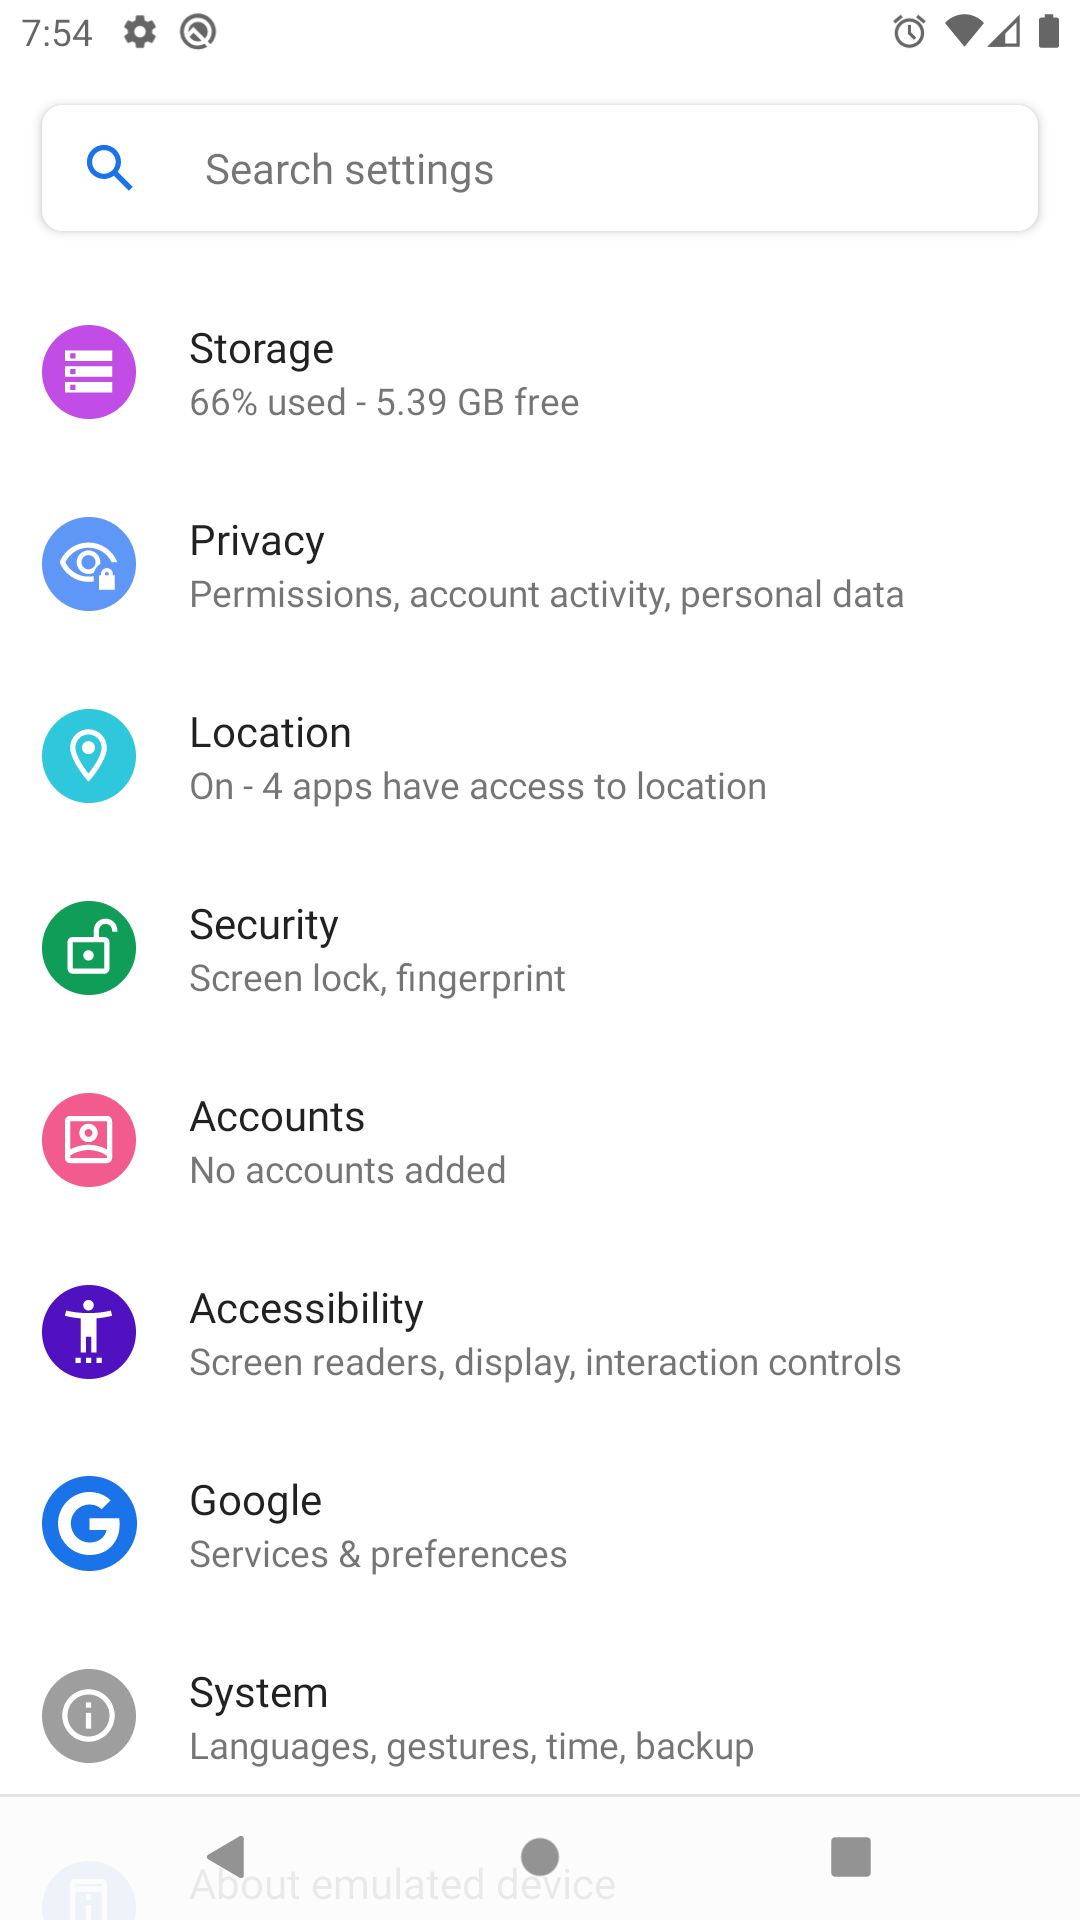 7:54
Search settings
Storage
66% used - 5.39 GB free
Privacy
Permissions, account activity, personal data
Location
On - 4 apps have access to location
Security
Screen lock, fingerprint
Accounts
No accounts added
Accessibility
Screen readers, display, interaction controls
Google
Services & preferences
System
Languages, gestures, time, backup
About emulated device